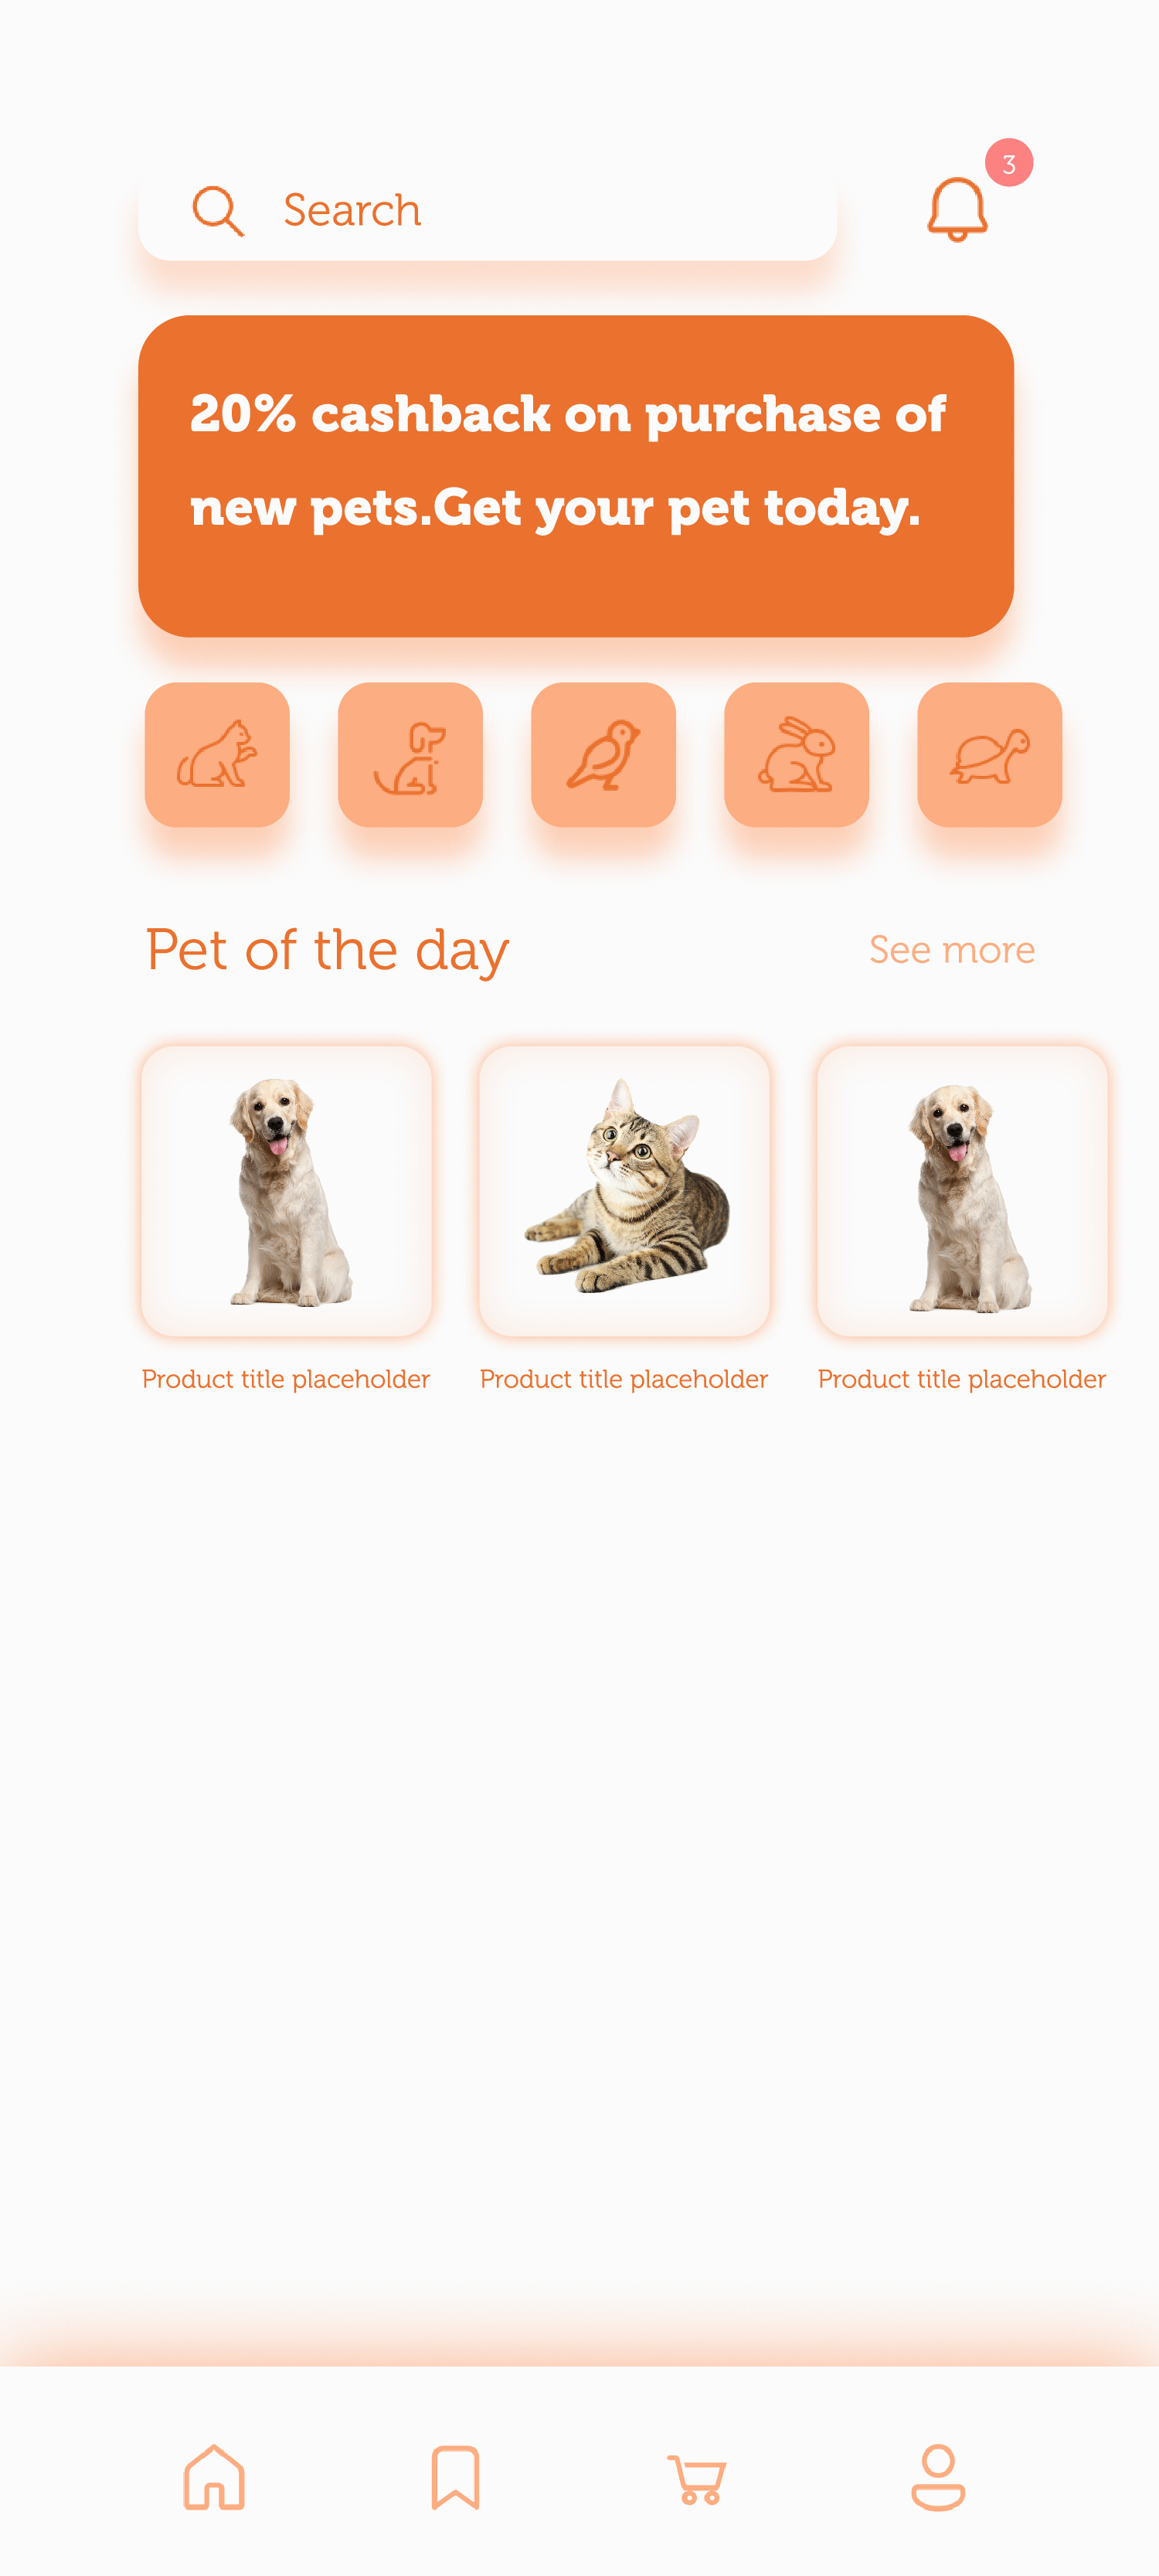 Search
3
20% cashback on purchase of
new pets.Get your pet today.
Pet of the day
See more
Product title placeholder
Product title placeholder
Product title placeholder